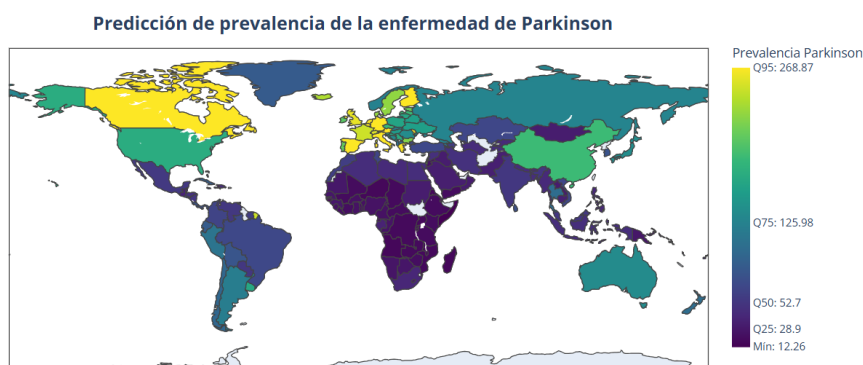 Predicción de prevalencia de la enfermedad de Parkinson
Prevalencia Parkinson
Q95: 268.87
Q75: 125.98
Q50: 52.7
Q25: 28.9
Mín: 12.26